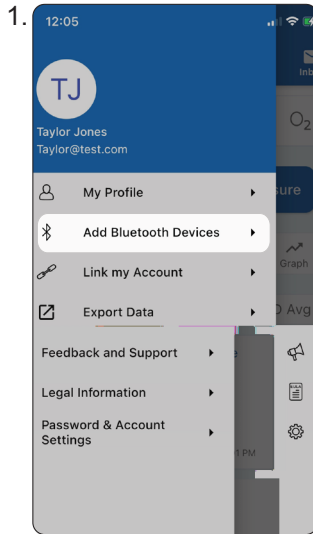 1.
12:05
Inb
TJ
Taylor Jones
Taylor@test.com
O2
My Profile
sure
Add Bluetooth Devices
Link my Account
Graph
Export Data
O Avg
Feedback and Support
Legal Information
Password & Account
Settings
1 PM